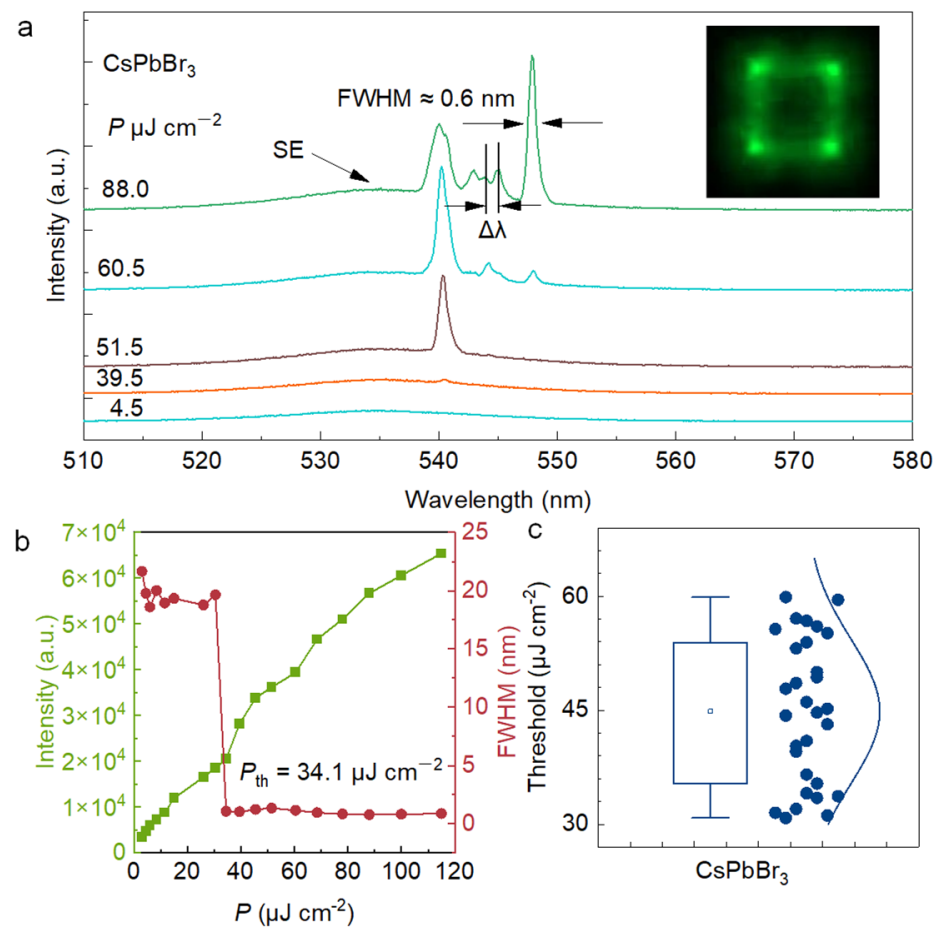 a
CsPbBr3
P µJ cm−2
FWHM ≈ 0.6 nm
SE
Δλ
88.0
60.5
51.5
39.5
4.5
Intensity (a.u.)
510 520 530 540 550 560 570 580
Wavelength (nm)
b
7× 10^4
6× 10^4
5× 10^4
4× 10^4
3× 10^4
2× 10^4
1× 10^4
0
Intensity (a.u.)
25
20
15
10
5
0
FWHM (nm)
Pth = 34.1 µJ cm−2
0 20 40 60 80 100 120
P (µJ cm-2)
c
Threshold (µJ cm-2)
60
45
30
CsPbBr3